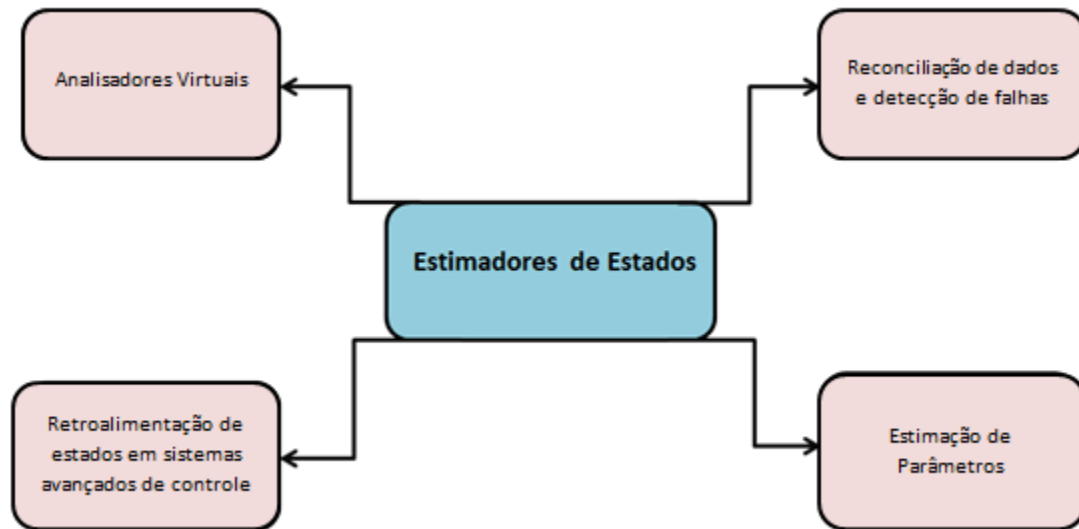 Analisadores Virtuais
Reconciliação de dados
e detecção de falhas
Estimadores de Estados
Retroalimentação de
estados em sistemas
avançados de controle
Estimação de
Parâmetros